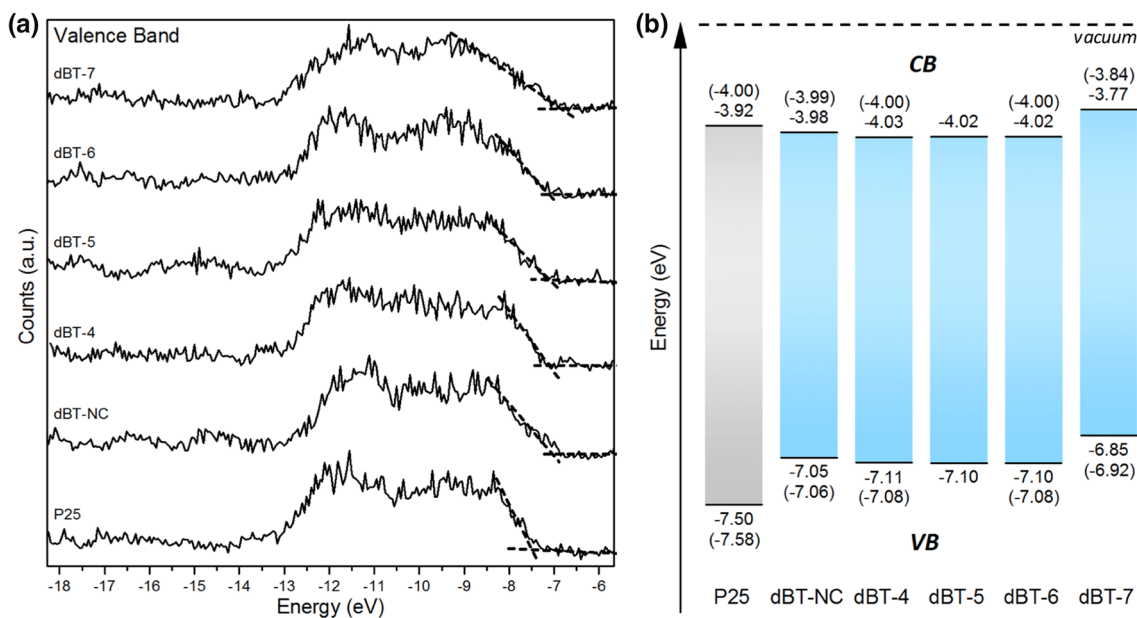 (a)
Valence Band
dBT-7
dBT-6
dBT-5
dBT-4
dBT-NC
P25
Counts (a.u.)
-18 -17 -16 -15 -14 -13 -12 -11 -10 -9 -8 -7 -6
Energy (eV)
(b)
vacuum
CB
(-4.00) (-3.99) (-4.00) (-4.00) (-3.84)
-3.92 -3.98 -4.03 -4.02 -4.02 -3.77
Energy (eV)
-7.50 -7.05 -7.11 -7.10 -7.10 -6.85
(-7.58) (-7.06) (-7.08) (-7.08) (-6.92)
VB
P25 dBT-NC dBT-4 dBT-5 dBT-6 dBT-7